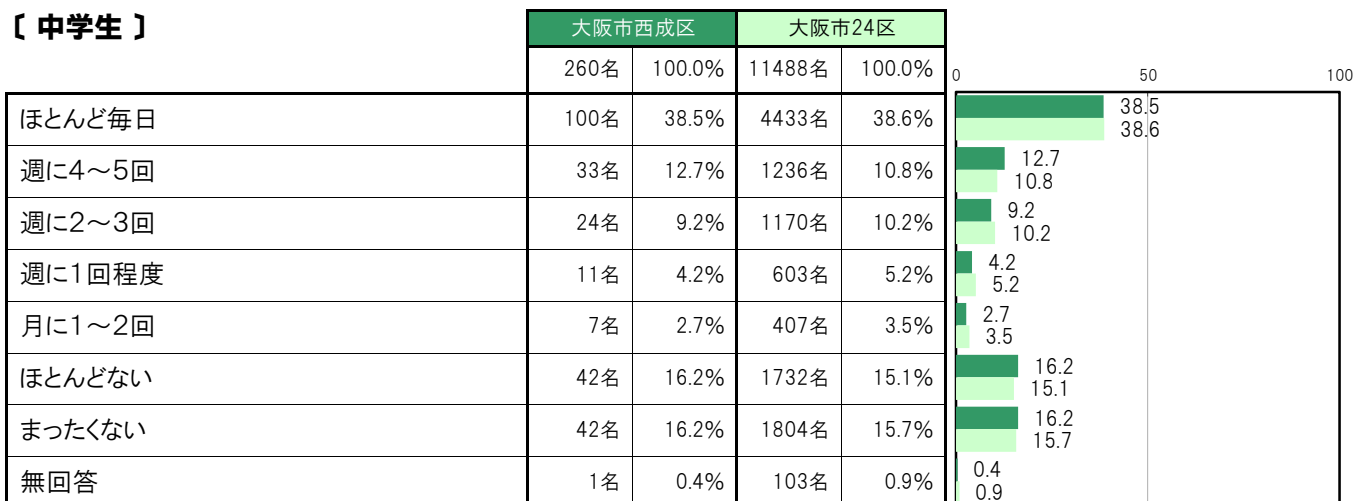 〔 中学生 〕
大阪市西成区 大阪市24区
260名 100.0% 11488名 100.0%
0 50 100
ほとんど毎日 100名 38.5% 4433名 38.6% 38.5
38.6
週に4～5回 33名 12.7% 1236名 10.8% 12.7
10.8
週に2～3回 24名 9.2% 1170名 10.2% 9.2
10.2
週に1回程度 11名 4.2% 603名 5.2% 4.2
5.2
月に1～2回 7名 2.7% 407名 3.5% 2.7
3.5
ほとんどない 42名 16.2% 1732名 15.1% 16.2
15.1
まったくない 42名 16.2% 1804名 15.7% 16.2
15.7
無回答 1名 0.4% 103名 0.9% 0.4
0.9